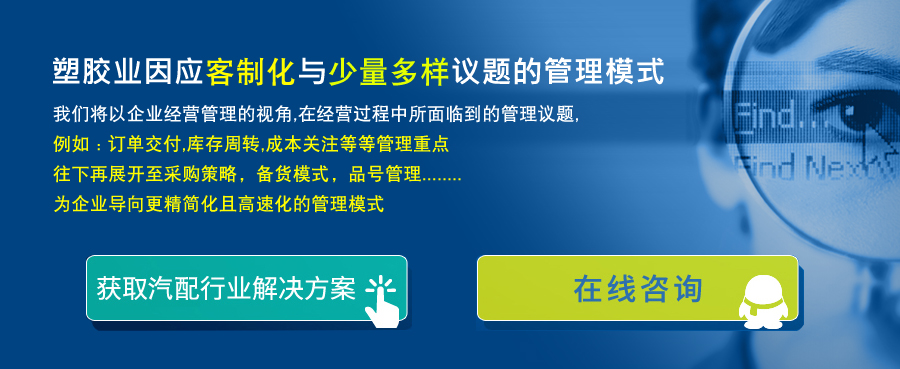 塑胶业因应客制化与少量多样议题的管理模式
我们将以企业经营管理的视角,在经营过程中所面临到的管理议题,
例如：订单交付,库存周转,成本关注等等管理重点
往下再展开至采购策略，备货模式，品号管理........
为企业导向更精简化且高速化的管理模式
Find...
Find Next
获取汽配行业解决方案
在线咨询